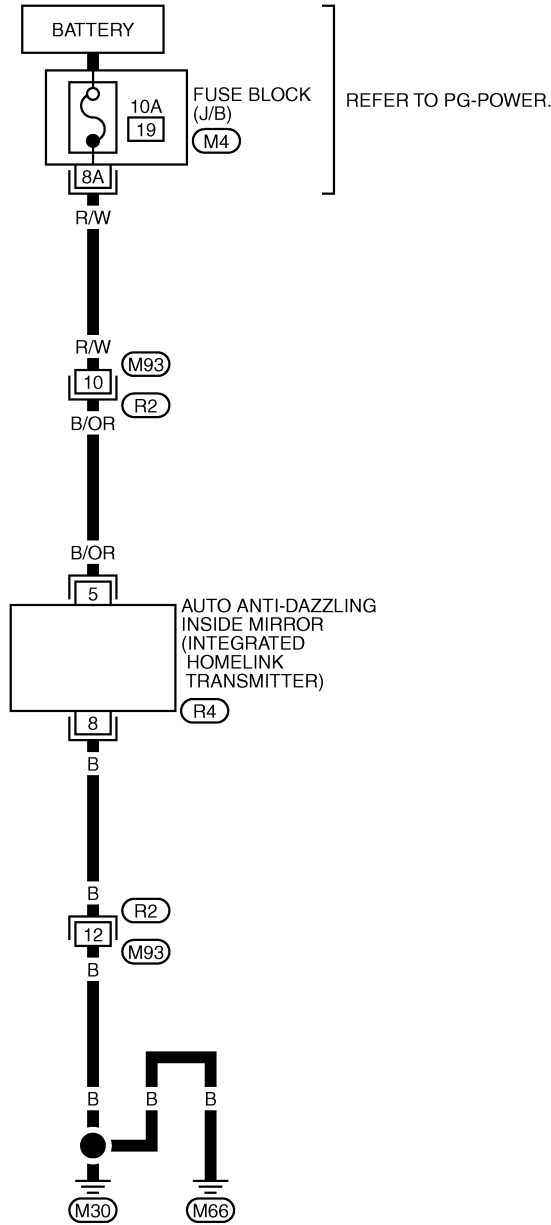 BATTERY
FUSE BLOCK
(J/B)
M4
10A
19
REFER TO PG-POWER.
8A
R/W
R/W
M93
10
R2
B/OR
B/OR
5
AUTO ANTI-DAZZLING
INSIDE MIRROR
(INTEGRATED
HOMELINK
TRANSMITTER)
R4
8
B
B
R2
12
M93
B
B
B
B
M30
M66